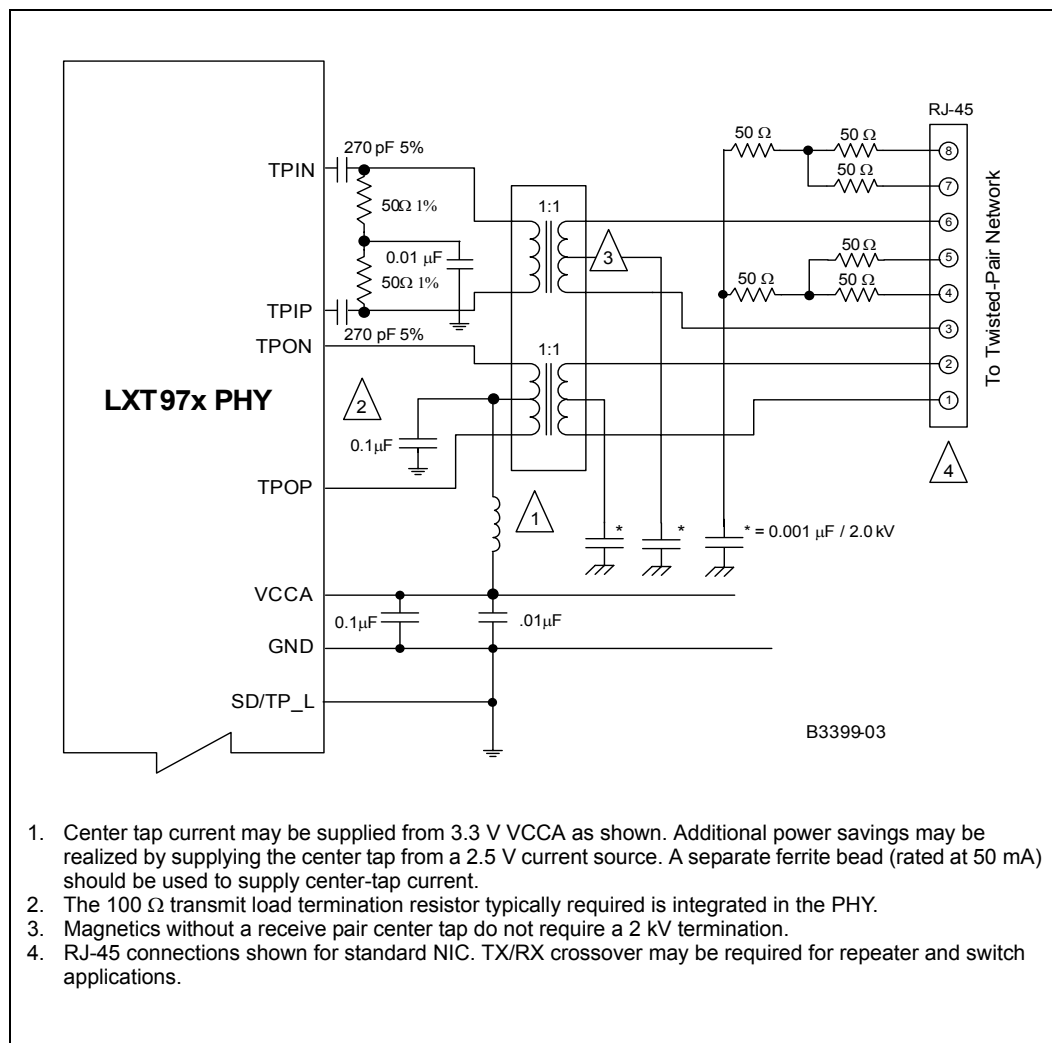 RJ-45
50 Ω
50 Ω
8
270 pF 5%
TPIN
50 Ω
7
50Ω 1%
1:1
6
3
50 Ω
5
0.01 µF
50 Ω
50 Ω
4
50Ω 1%
TPIP
3
270 pF 5%
TPON
1:1
2
LXT97x PHY
2
1
0.1µF
4
To Twisted-Pair Network
TPOP
1
*
*
* = 0.001 µF / 2.0 kV
VCCA
0.1µF
.01µF
GND
SD/TP_L
B3399-03
1. Center tap current may be supplied from 3.3 V VCCA as shown. Additional power savings may be
realized by supplying the center tap from a 2.5 V current source. A separate ferrite bead (rated at 50 mA)
should be used to supply center-tap current.
2. The 100 Ω transmit load termination resistor typically required is integrated in the PHY.
3. Magnetics without a receive pair center tap do not require a 2 kV termination.
4. RJ-45 connections shown for standard NIC. TX/RX crossover may be required for repeater and switch
applications.